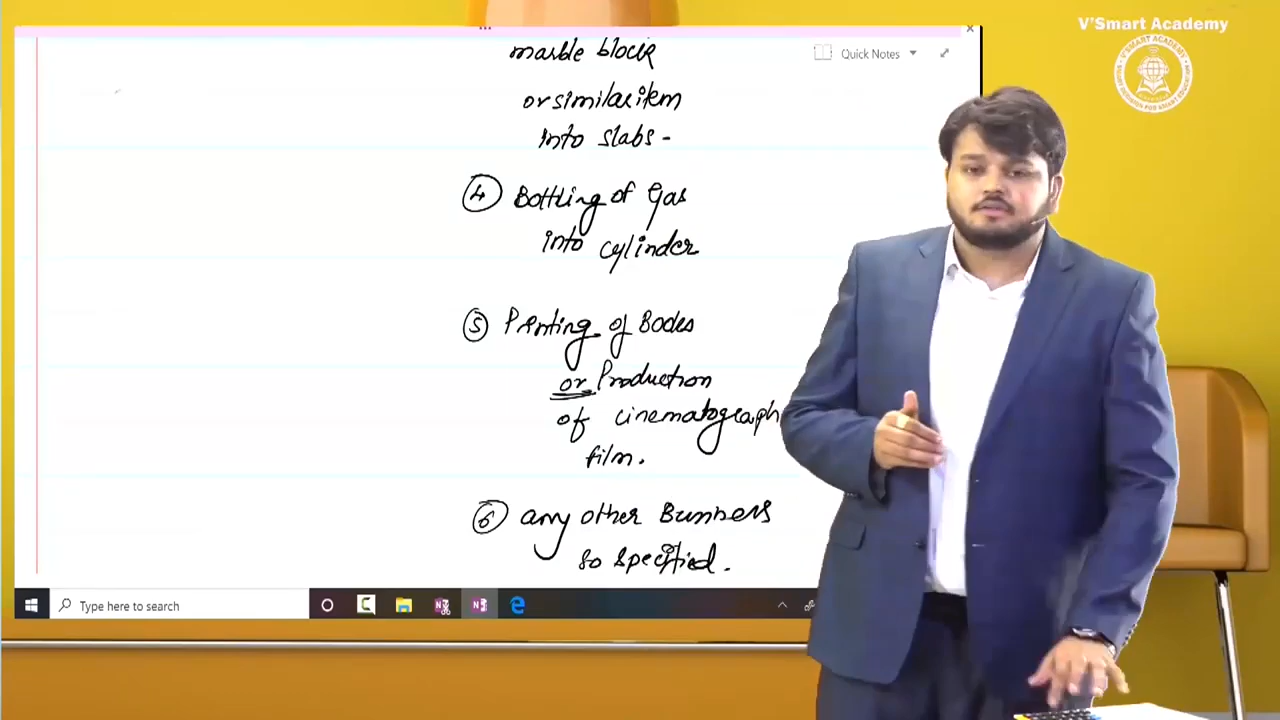 V'Smart Academy
Quick Notes
marble block
or similar item
into slabs -
④ Bottling of Gas
into cylinder
⑤ Printing of Books
or Production
of cinematograph
film.
⑥ any other Business
so specified.
Type here to search